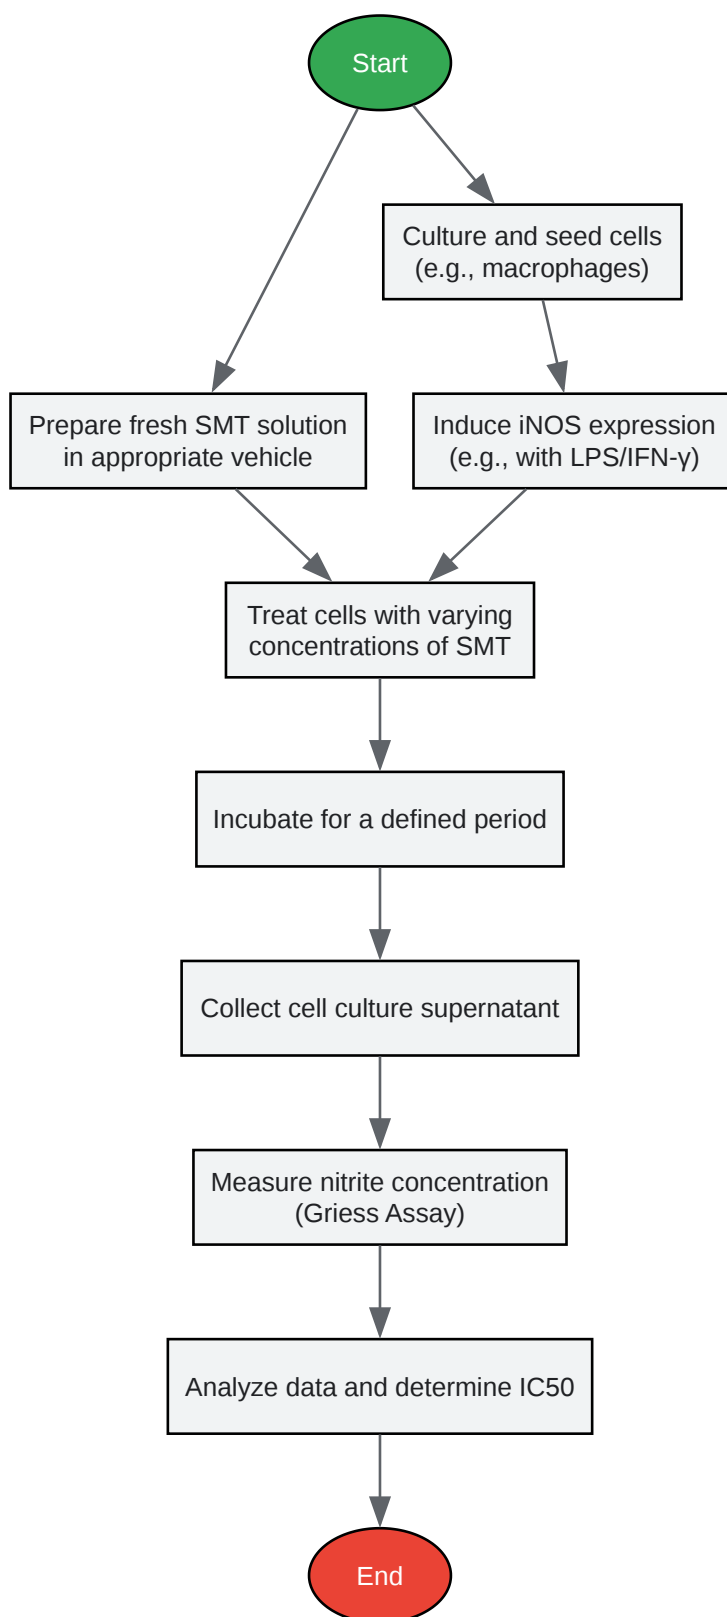 Start
Culture and seed cells
(e.g., macrophages)
Prepare fresh SMT solution
in appropriate vehicle
Induce iNOS expression
(e.g., with LPS/IFN-γ)
Treat cells with varying
concentrations of SMT
Incubate for a defined period
Collect cell culture supernatant
Measure nitrite concentration
(Griess Assay)
Analyze data and determine IC50
End